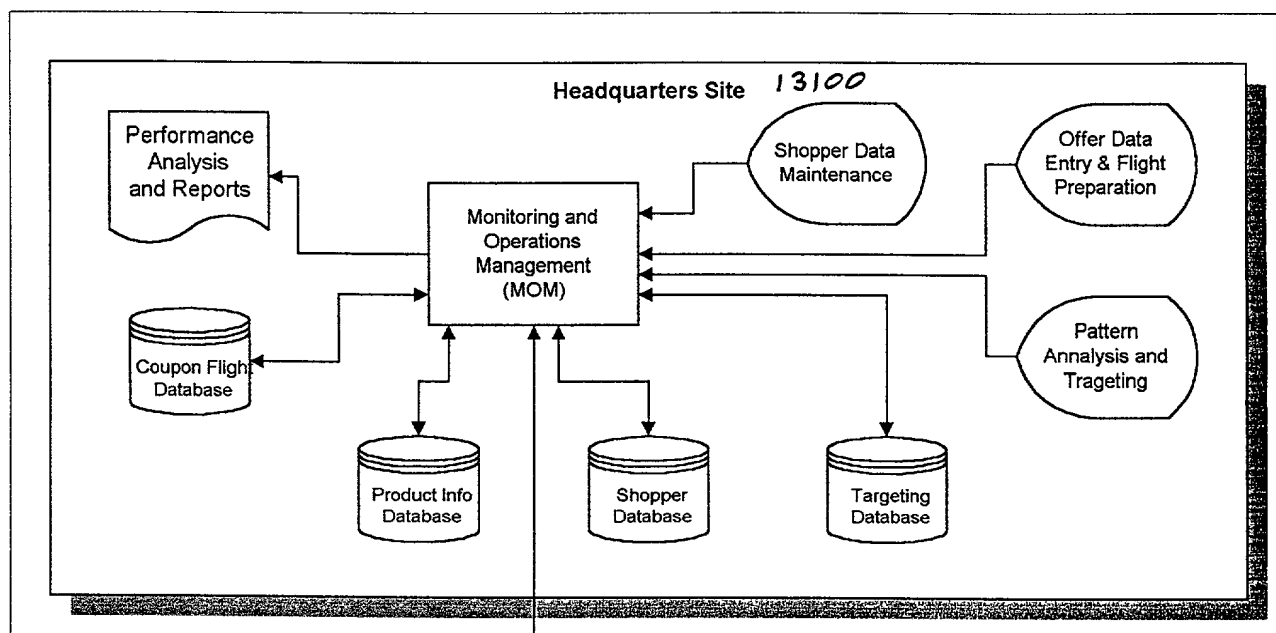 Headquarters Site 13100
Performance
Analysis
and Reports
Shopper Data
Maintenance
Offer Data
Entry & Flight
Preparation
Monitoring and
Operations
Management
(MOM)
Coupon Flight
Database
Pattern
Annalysis and
Trageting
Product Info
Database
Shopper
Database
Targeting
Database